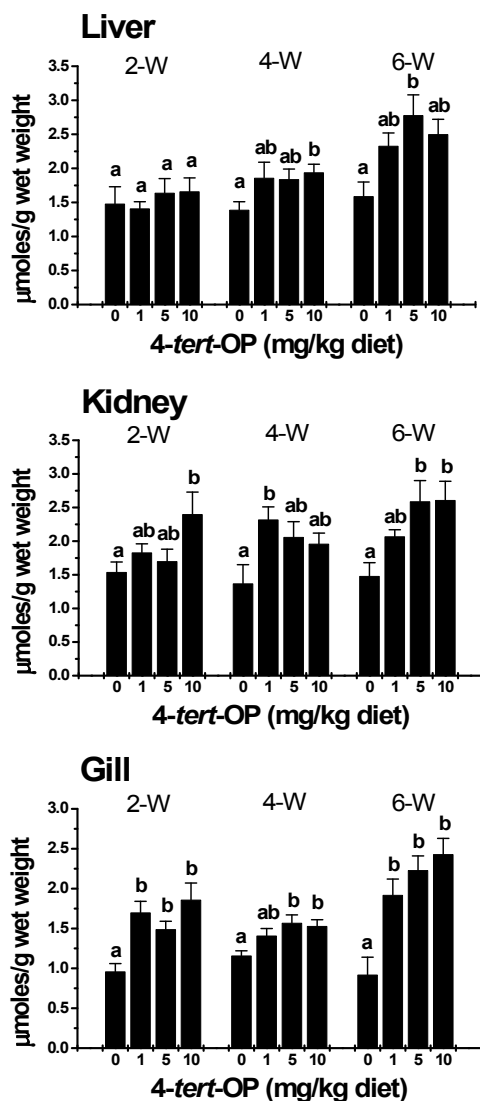 Liver
2-W 4-W 6-W
µmoles/g wet weight
3.5
3.0
2.5
2.0
1.5
1.0
0.5
0.0
a a a a a ab ab b a ab b ab
0 1 5 10 0 1 5 10 0 1 5 10
4-tert-OP (mg/kg diet)
Kidney
2-W 4-W 6-W
µmoles/g wet weight
3.5
3.0
2.5
2.0
1.5
1.0
0.5
0.0
a ab ab b a b ab ab a ab b b
0 1 5 10 0 1 5 10 0 1 5 10
4-tert-OP (mg/kg diet)
Gill
2-W 4-W 6-W
µmoles/g wet weight
3.0
2.5
2.0
1.5
1.0
0.5
0.0
a b b b a ab b b a b b b
0 1 5 10 0 1 5 10 0 1 5 10
4-tert-OP (mg/kg diet)